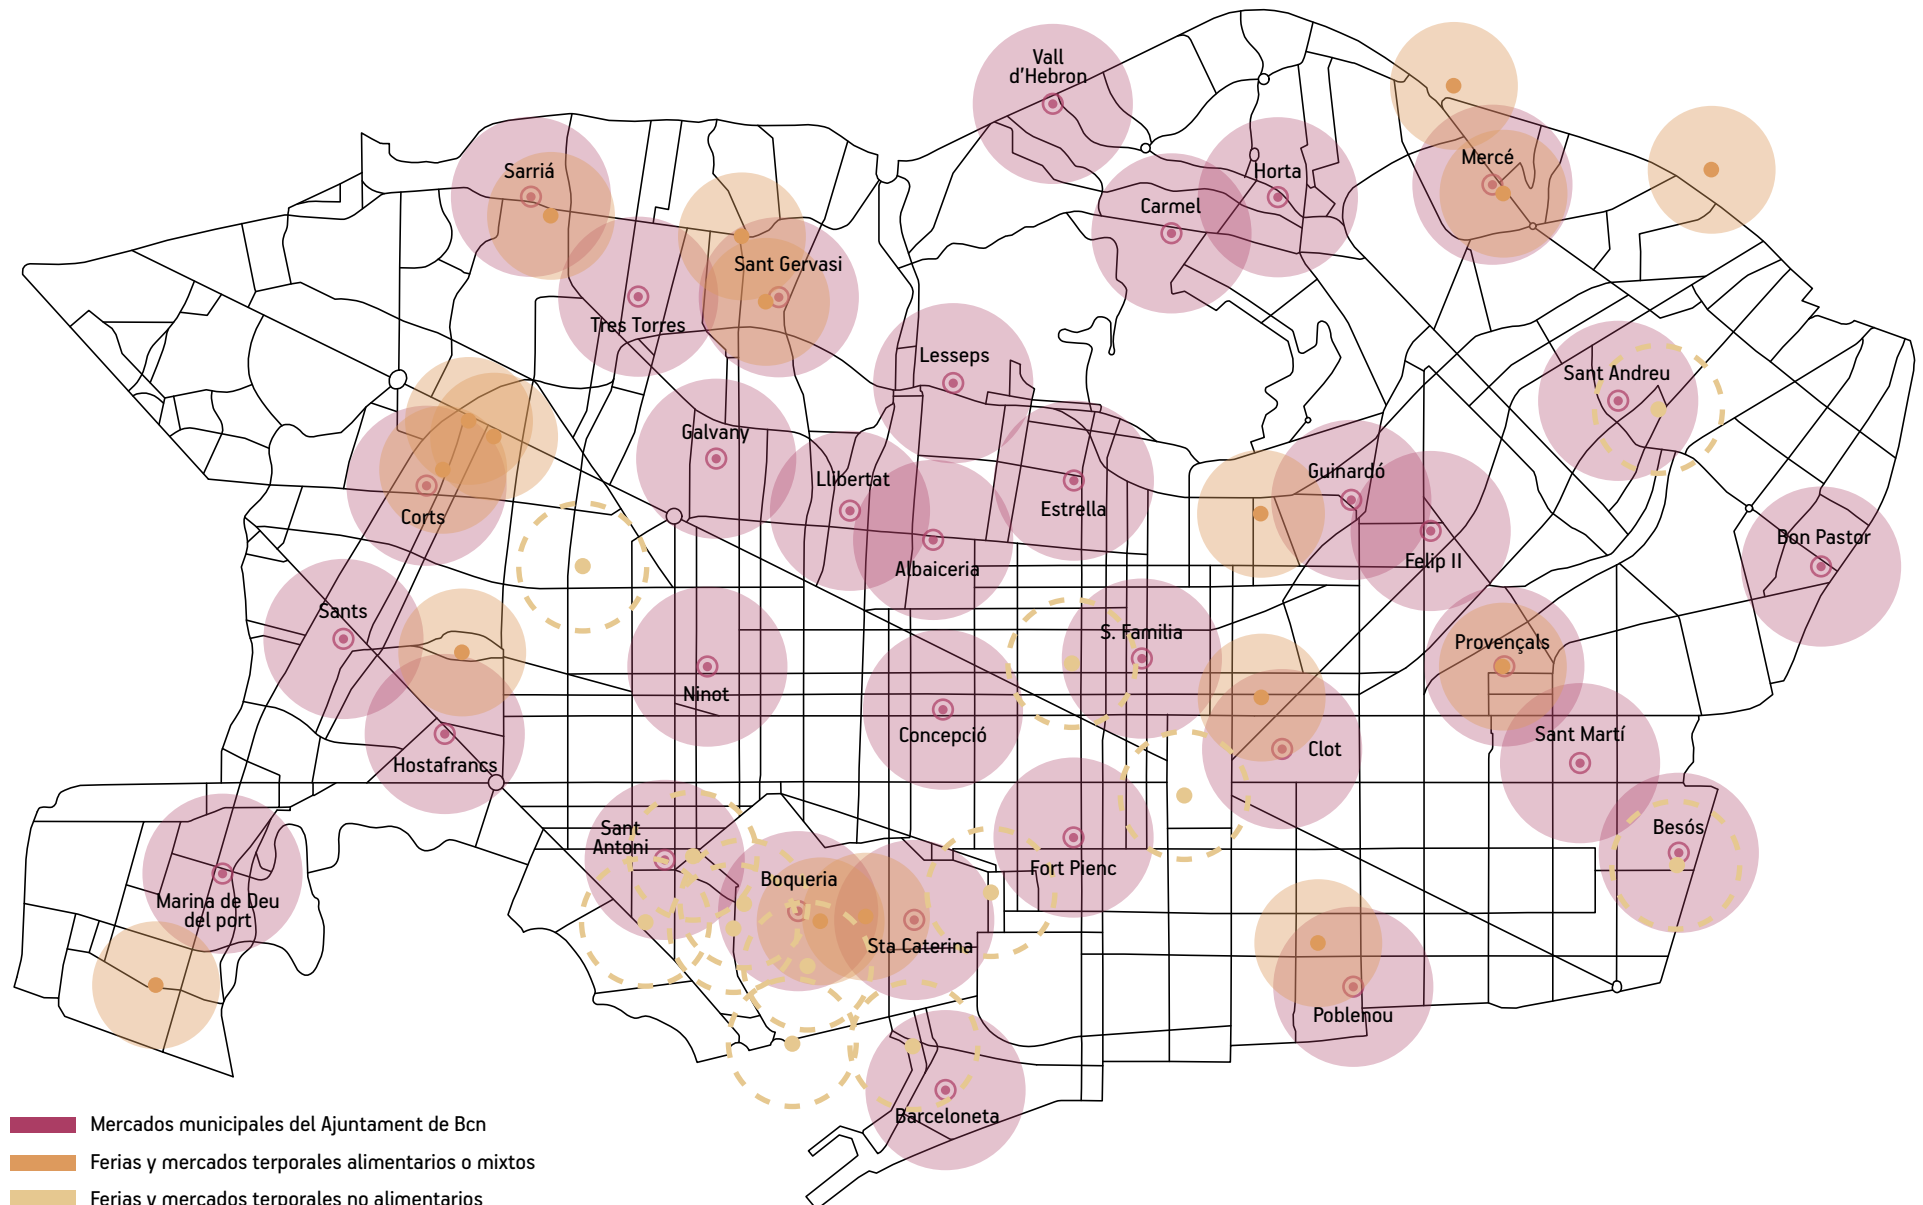 Vall
d'Hebron
Sarriá
Mercé
Horta
Carmel
Sant Gervasi
Tres Torres
Lesseps
Sant Andreu
Galvany
Llibertat
Guinardó
Estrella
Corts
Bon Pastor
Felip II
Albaiceria
Sants
S. Familia
Provençals
Ninot
Concepció
Sant Martí
Clot
Hostafrancs
Sant
Antoni
Besós
Fort Pienc
Boqueria
Marina de Deu
del port
Sta Caterina
Poblenou
Barceloneta
Mercados municipales del Ajuntament de Bcn
Ferias y mercados terporales alimentarios o mixtos
Ferias y mercados terporales no alimentarios